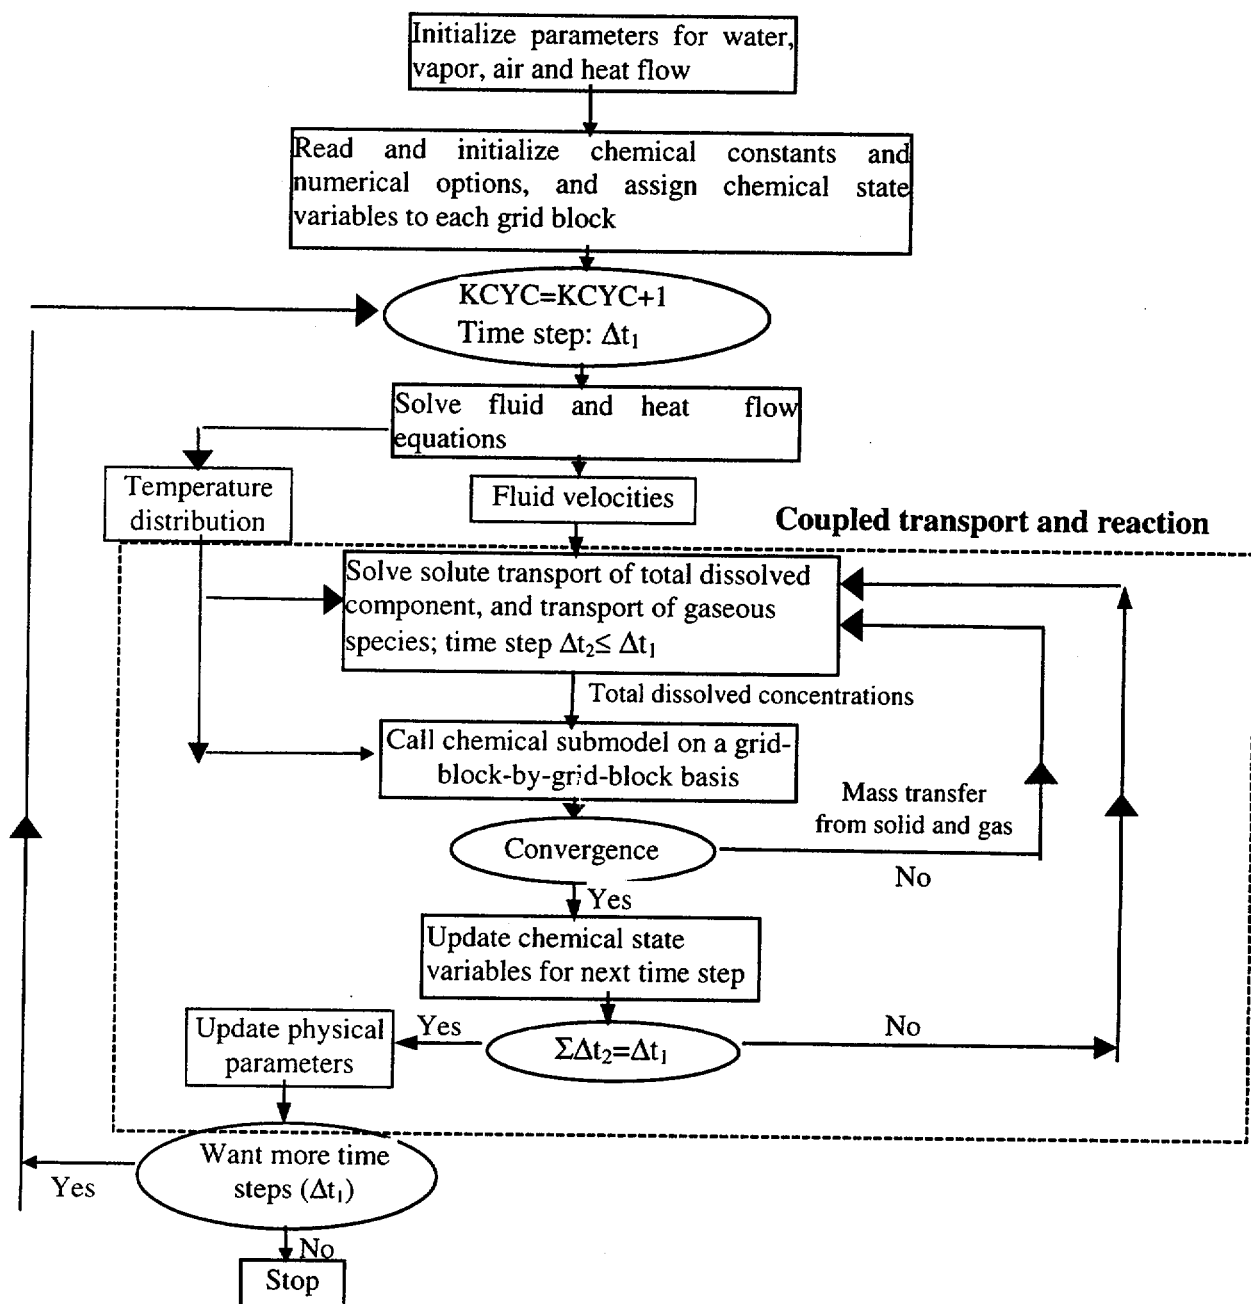 Initialize parameters for water,
vapor, air and heat flow
Read and initialize chemical constants and
numerical options, and assign chemical state
variables to each grid block
KCYC=KCYC+1
Time step: Δt₁
Solve fluid and heat flow
equations
Temperature
distribution
Fluid velocities
Coupled transport and reaction
Solve solute transport of total dissolved
component, and transport of gaseous
species; time step Δt₂≤ Δt₁
Total dissolved concentrations
Call chemical submodel on a grid-
block-by-grid-block basis
Mass transfer
from solid and gas
Convergence
No
Yes
Update chemical state
variables for next time step
Update physical
parameters
Yes
ΣΔt₂=Δt₁
No
Want more time
steps (Δt₁)
Yes
No
Stop